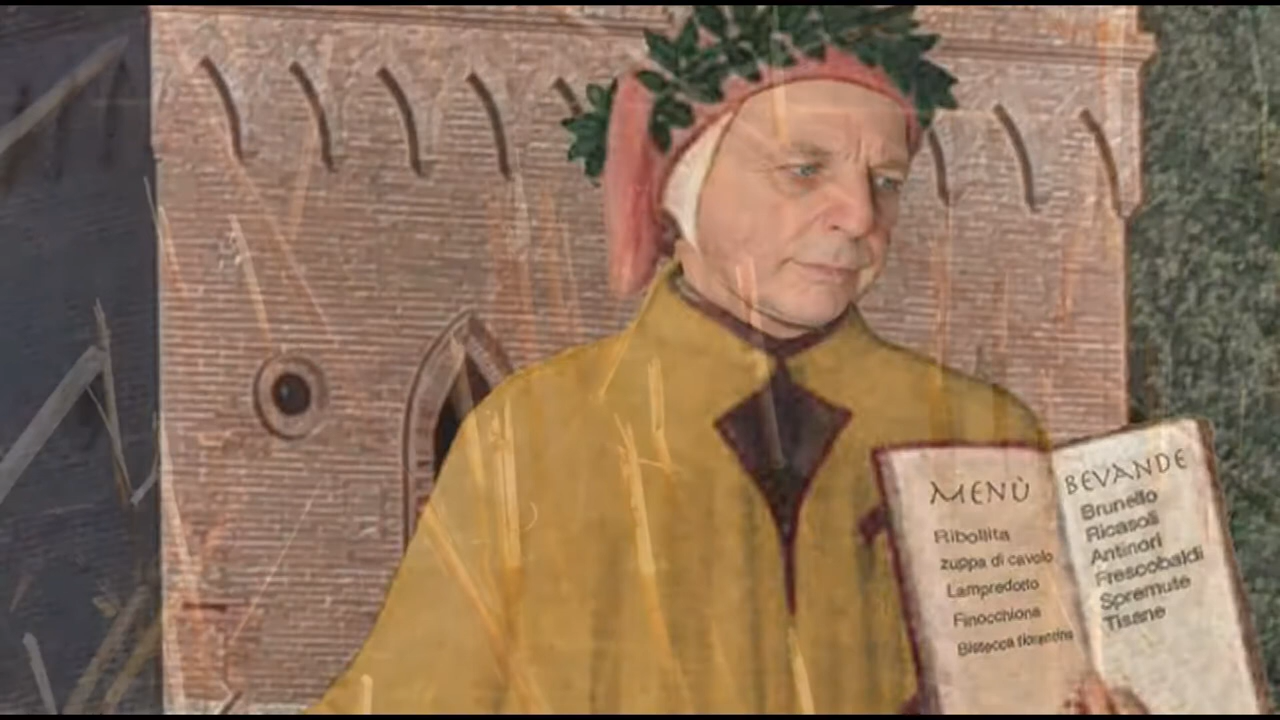 MENÙ
Ribollita
zuppa di cavolo
Lampredotto
Finocchiona
Bistecca fiorentina
BEVANDE
Brunello
Ricasoli
Antinori
Frescobaldi
Spremute
Tisane